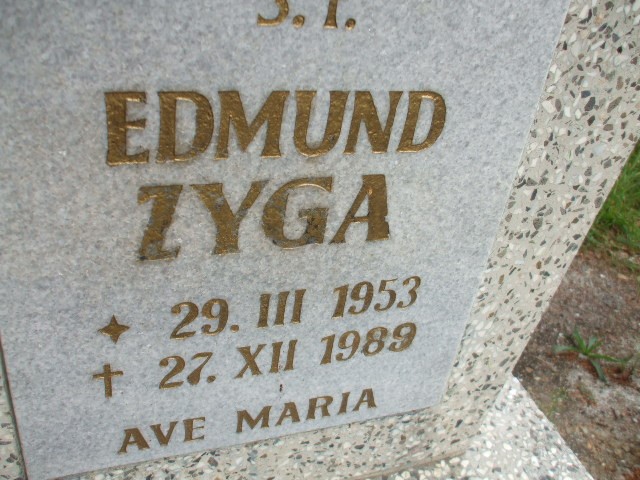 Ś.P.
EDMUND
ZYGA
29. III 1953
27. XII 1989
AVE MARIA